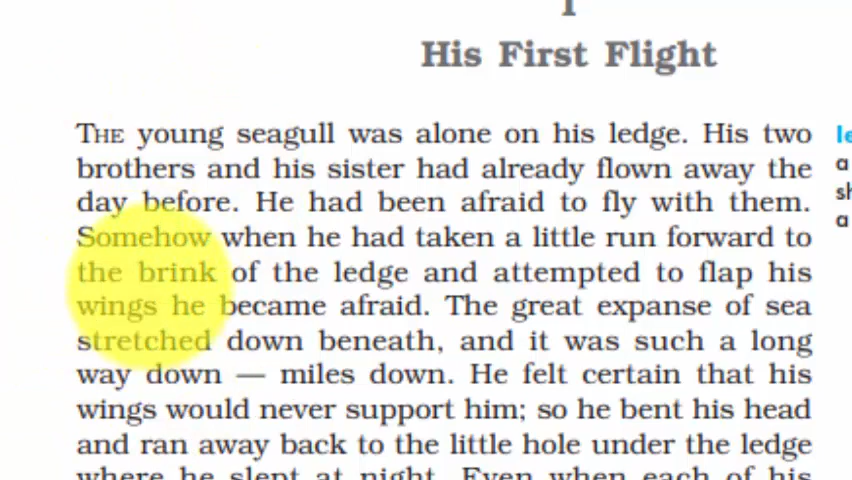 I
His First Flight
THE young seagull was alone on his ledge. His two
brothers and his sister had already flown away the
day before. He had been afraid to fly with them.
Somehow when he had taken a little run forward to
the brink of the ledge and attempted to flap his
wings he became afraid. The great expanse of sea
stretched down beneath, and it was such a long
way down — miles down. He felt certain that his
wings would never support him; so he bent his head
and ran away back to the little hole under the ledge
where he slept at night. Even when each of his
le
a
sh
a